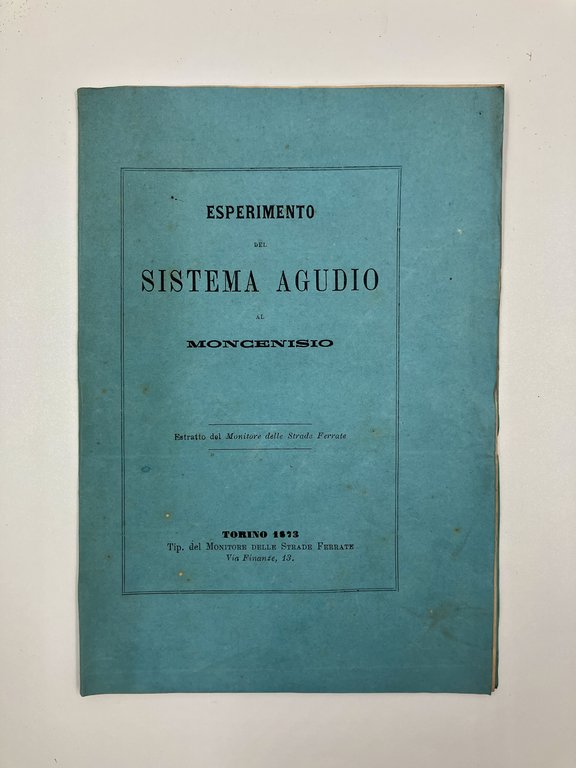 ESPERIMENTO
DEL
SISTEMA AGUDIO
AL
MONCENISIO
Estratto dal Monitore delle Strade Ferrate
TORINO 1873
Tip. del MONITORE DELLE STRADE FERRATE
Via Finanze, 13.